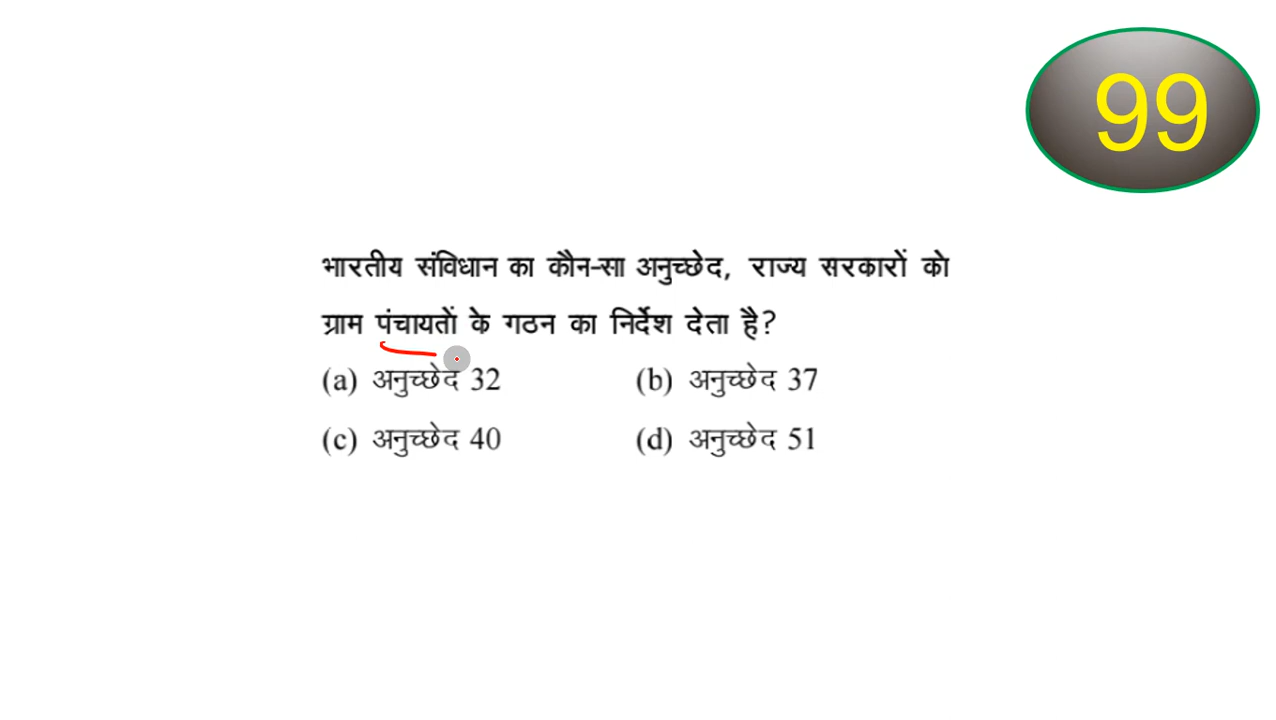 99
भारतीय संविधान का कौन-सा अनुच्छेद, राज्य सरकारों को
ग्राम पंचायतों के गठन का निर्देश देता है?
(a) अनुच्छेद 32 (b) अनुच्छेद 37
(c) अनुच्छेद 40 (d) अनुच्छेद 51